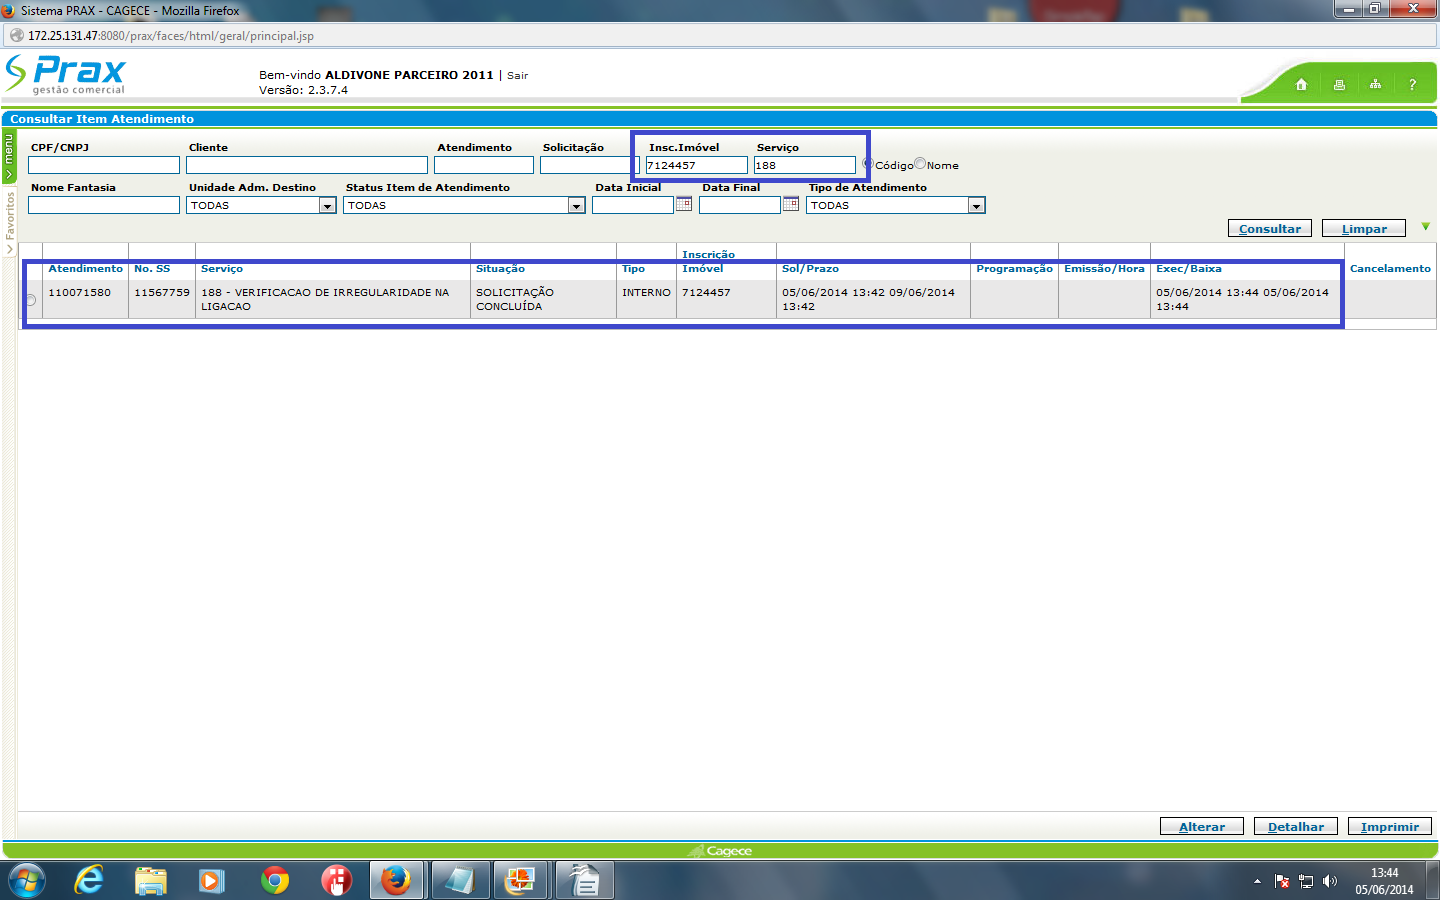 Sistema PRAX - CAGECE - Mozilla Firefox
172.25.131.47:8080/prax/faces/html/geral/principal.jsp
Prax
gestão comercial
Bem-vindo ALDIVONE PARCEIRO 2011 | Sair
Versão: 2.3.7.4
?
Consultar Item Atendimento
menu
Favoritos
CPF/CNPJ Cliente Atendimento Solicitação Insc.Imóvel Serviço
7124457 188 Código Nome
Nome Fantasia Unidade Adm. Destino Status Item de Atendimento Data Inicial Data Final Tipo de Atendimento
TODAS TODAS TODAS
Consultar Limpar
Atendimento No. SS Serviço Situação Tipo Inscrição Imóvel Sol/Prazo Programação Emissão/Hora Exec/Baixa Cancelamento
110071580 11567759 188 - VERIFICACAO DE IRREGULARIDADE NA SOLICITAÇÃO INTERNO 7124457 05/06/2014 13:42 09/06/2014 05/06/2014 13:44 05/06/2014
LIGACAO CONCLUÍDA 13:42 13:44
Alterar Detalhar Imprimir
Cagece
13:44
05/06/2014